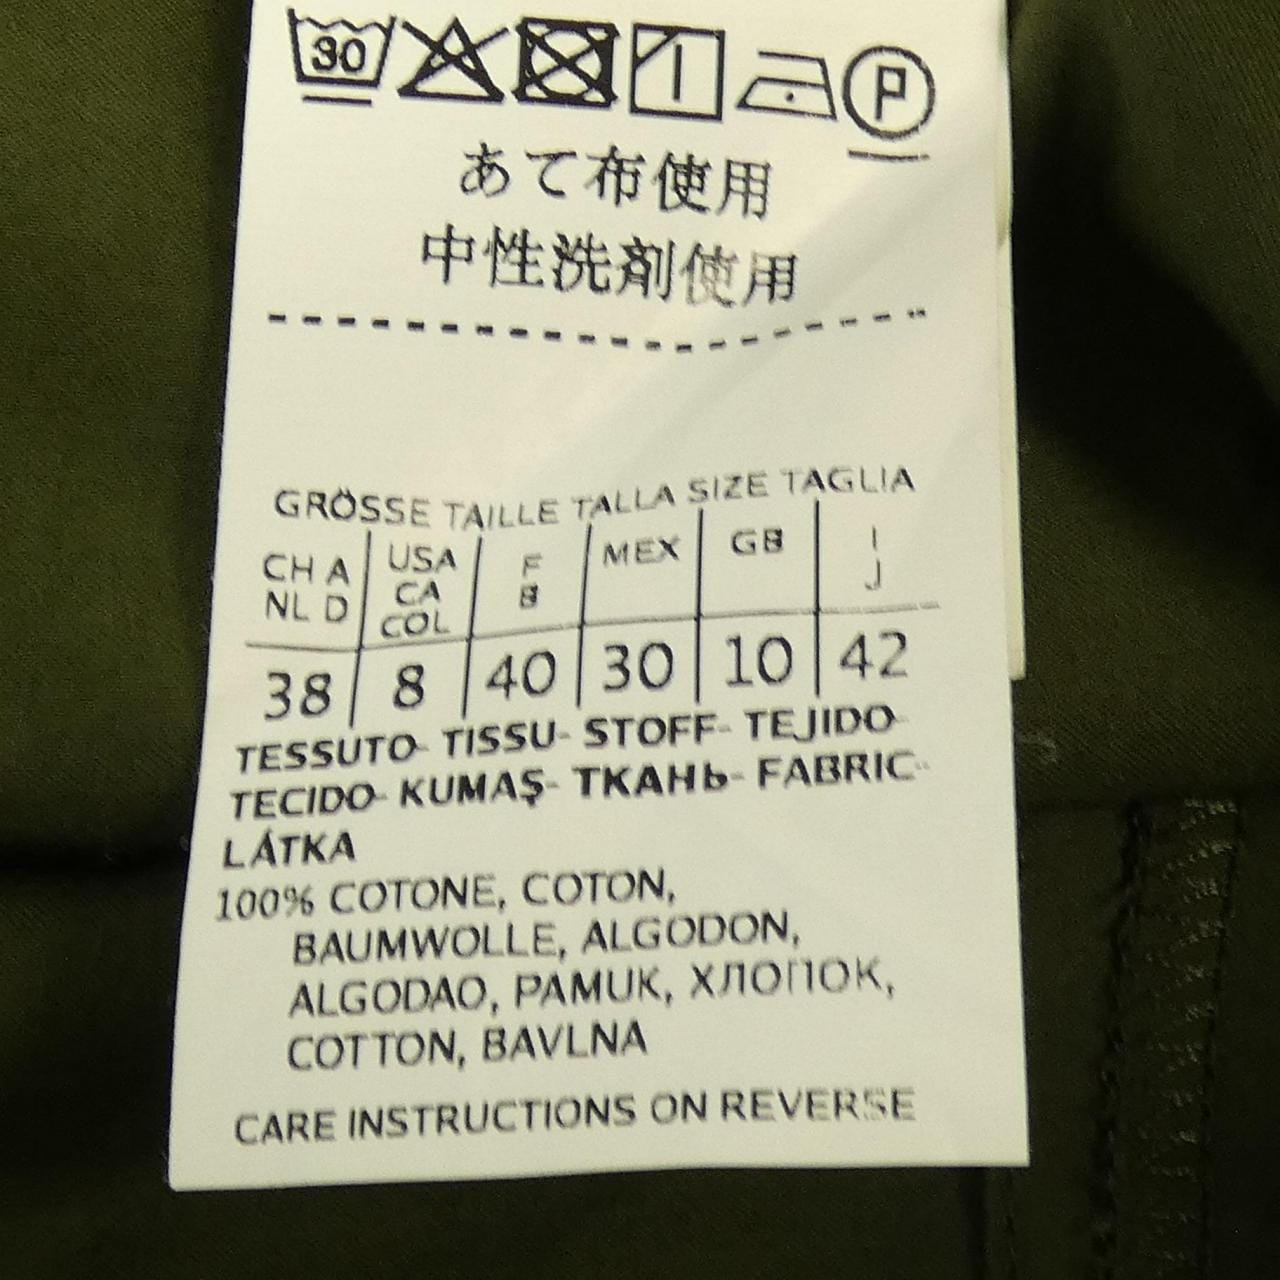 30 P
あて布使用
中性洗剤使用
GRÖSSE TAILLE TALLA SIZE TAGLIA
CH A USA F MEX GB I
NL D CA B J
COL
38 8 40 30 10 42
TESSUTO- TISSU- STOFF- TEJIDO-
TECIDO- KUMAŞ- ТКАНЬ- FABRIC-
LÁTKA
100% COTONE, COTON,
BAUMWOLLE, ALGODON,
ALGODAO, PAMUK, ХЛОПОК,
COTTON, BAVLNA
CARE INSTRUCTIONS ON REVERSE